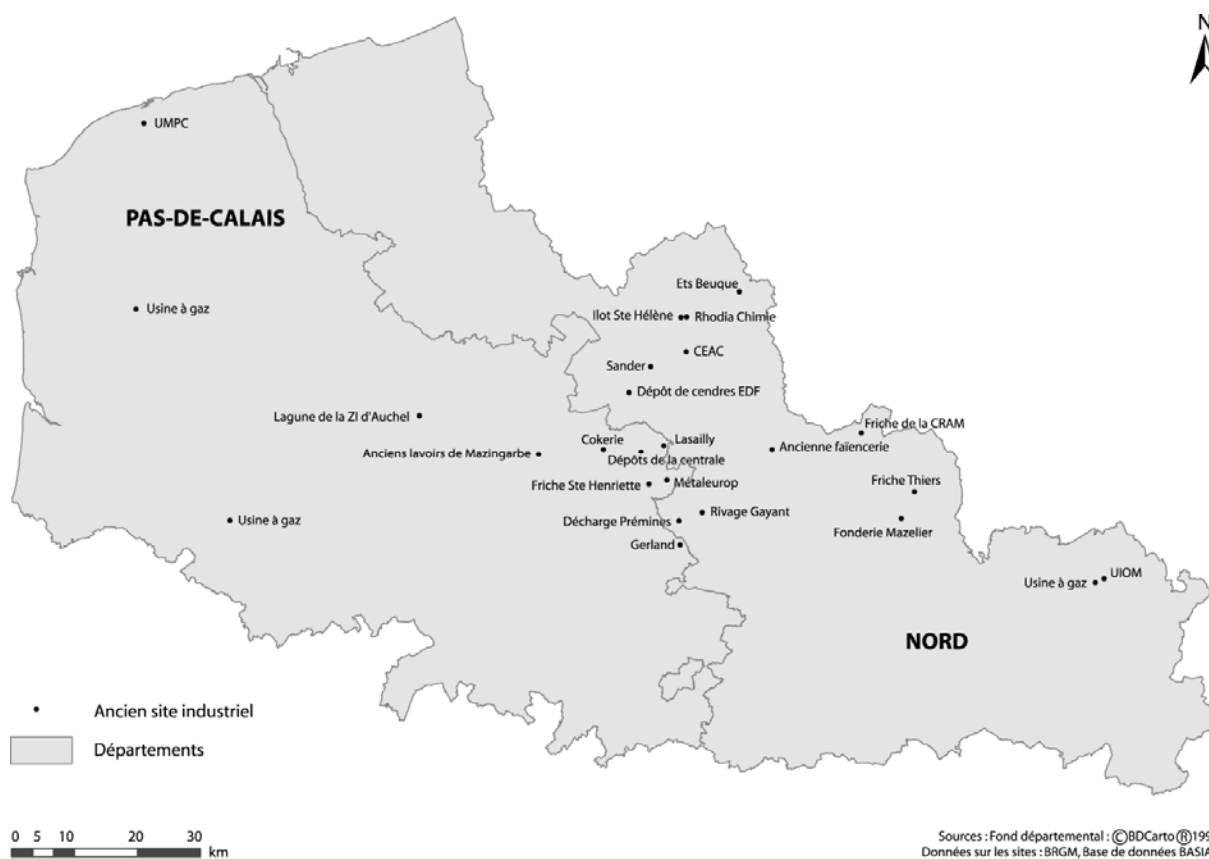 N
UMPC
PAS-DE-CALAIS
Ets Beuque
Usine à gaz
Ilot Ste Hélène
Rhodia Chimie
CEAC
Sander
Dépôt de cendres EDF
Lagune de la ZI d'Auchel
Friche de la CRAM
Cokerie
Lasailly
Anciens lavoirs de Mazingarbe
Dépôts de la centrale
Ancienne faïencerie
Friche Ste Henriette
Métaleurop
Friche Thiers
Usine à gaz
Décharge Prémines
Rivage Gayant
Fonderie Mazelier
Gerland
Usine à gaz
UIOM
NORD
Ancien site industriel
Départements
0 5 10 20 30
km
Sources : Fond départemental : ©BDCarto®199
Données sur les sites : BRGM, Base de données BASIA